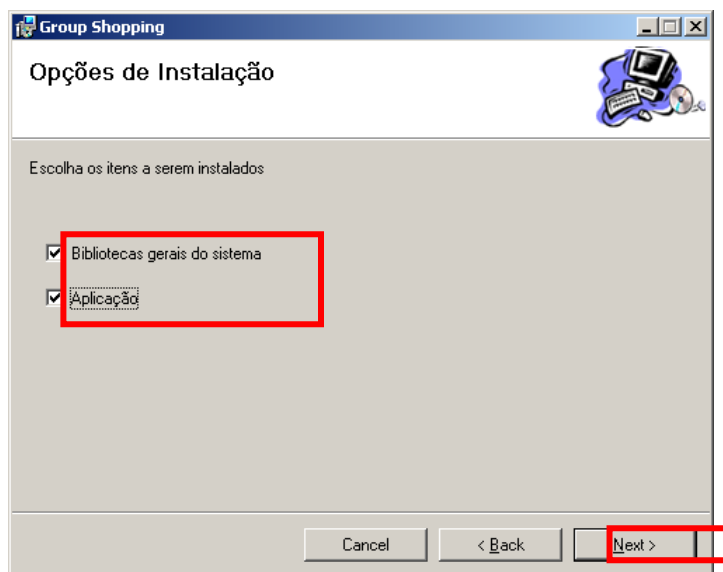 Group Shopping
Opções de Instalação
Escolha os itens a serem instalados
Bibliotecas gerais do sistema
Aplicação
Cancel
< Back
Next >